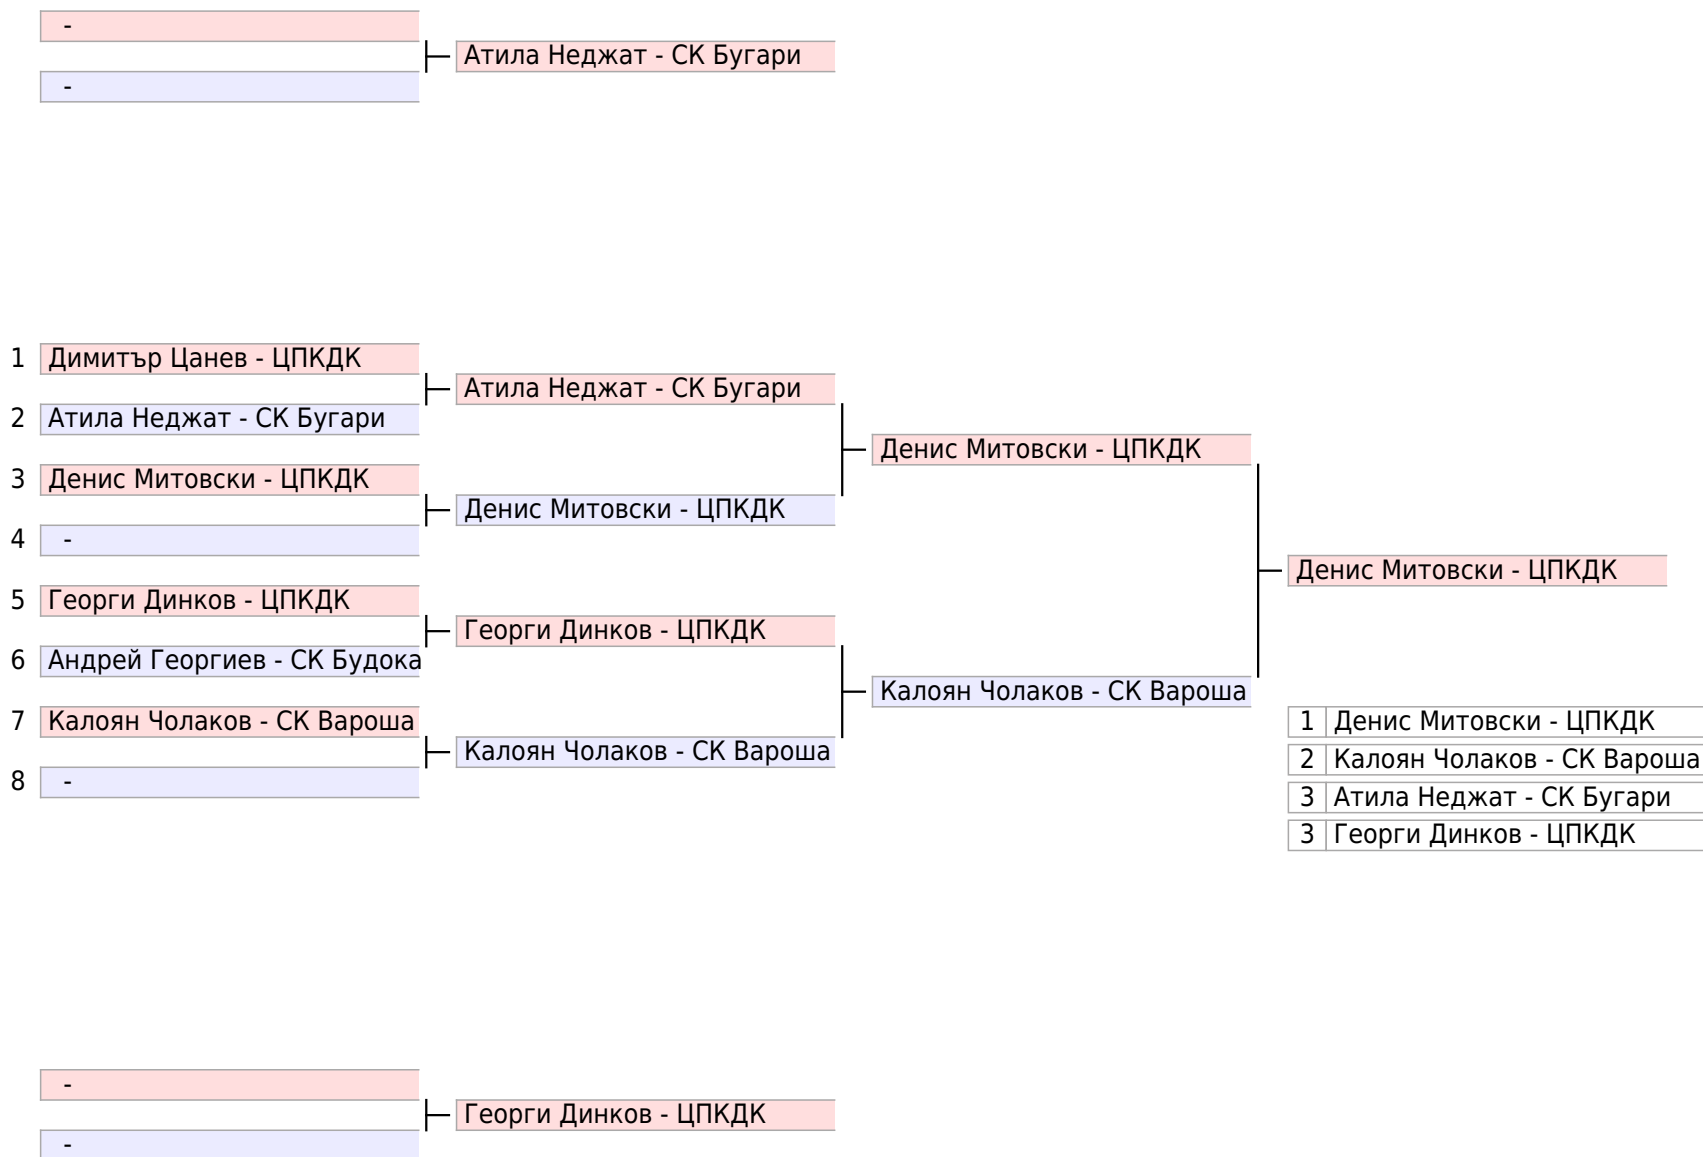 -
Атила Неджат - СК Бугари
-
1 Димитър Цанев - ЦПКДК
Атила Неджат - СК Бугари
2 Атила Неджат - СК Бугари
Денис Митовски - ЦПКДК
3 Денис Митовски - ЦПКДК
Денис Митовски - ЦПКДК
4 -
Денис Митовски - ЦПКДК
5 Георги Динков - ЦПКДК
Георги Динков - ЦПКДК
6 Андрей Георгиев - СК Будока
Калоян Чолаков - СК Вароша
7 Калоян Чолаков - СК Вароша
Калоян Чолаков - СК Вароша
8 -
1 Денис Митовски - ЦПКДК
2 Калоян Чолаков - СК Вароша
3 Атила Неджат - СК Бугари
3 Георги Динков - ЦПКДК
-
Георги Динков - ЦПКДК
-